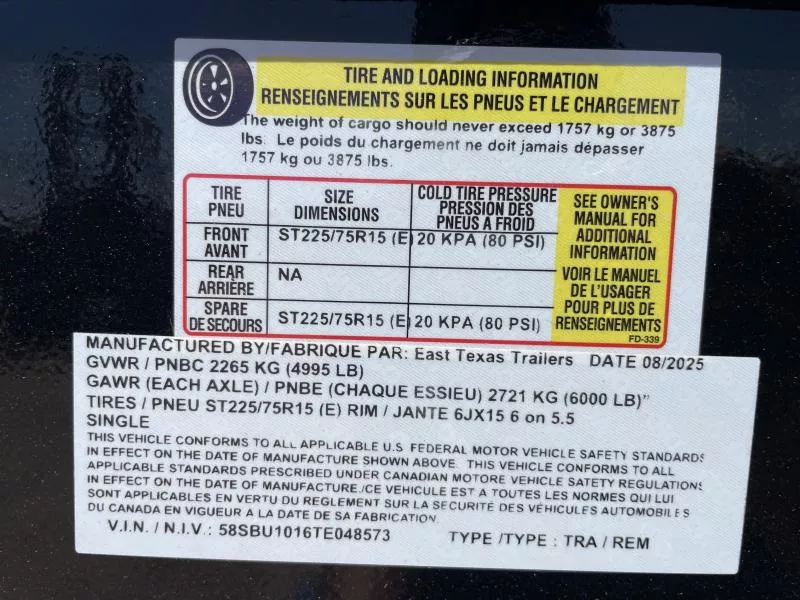 TIRE AND LOADING INFORMATION
RENSEIGNEMENTS SUR LES PNEUS ET LE CHARGEMENT
The weight of cargo should never exceed 1757 kg or 3875
lbs. Le poids du chargement ne doit jamais dépasser
1757 kg ou 3875 lbs.
TIRE PNEU SIZE DIMENSIONS COLD TIRE PRESSURE PRESSION DES PNEUS A FROID
FRONT AVANT ST225/75R15 (E) 20 KPA (80 PSI)
REAR ARRIÈRE NA
SPARE DE SECOURS ST225/75R15 (E) 20 KPA (80 PSI)
SEE OWNER'S
MANUAL FOR
ADDITIONAL
INFORMATION
VOIR LE MANUEL
DE L'USAGER
POUR PLUS DE
RENSEIGNEMENTS
FD-339
MANUFACTURED BY/FABRIQUE PAR: East Texas Trailers DATE 08/2025
GVWR / PNBC 2265 KG (4995 LB)
GAWR (EACH AXLE) / PNBE (CHAQUE ESSIEU) 2721 KG (6000 LB)"
TIRES / PNEU ST225/75R15 (E) RIM / JANTE 6JX15 6 on 5.5
SINGLE
THIS VEHICLE CONFORMS TO ALL APPLICABLE U.S. FEDERAL MOTOR VEHICLE SAFETY STANDARDS
IN EFFECT ON THE DATE OF MANUFACTURE SHOWN ABOVE. THIS VEHICLE CONFORMS TO ALL
APPLICABLE STANDARDS PRESCRIBED UNDER CANADIAN MOTORE VEHICLE SATETY REGULATIONS
IN EFFECT ON THE DATE OF MANUFACTURE./CE VEHICULE EST A TOUTES LES NORMES QUI LUI
SONT APPLICABLES EN VERTU DU REGLEMENT SUR LA SECURITE DES VÉHICULES AUTOMOBILES
DU CANADA EN VIGUEUR A LA DATE DE SA FABRICATION.
V.I.N. / N.I.V.: 58SBU1016TE048573 TYPE /TYPE : TRA / REM